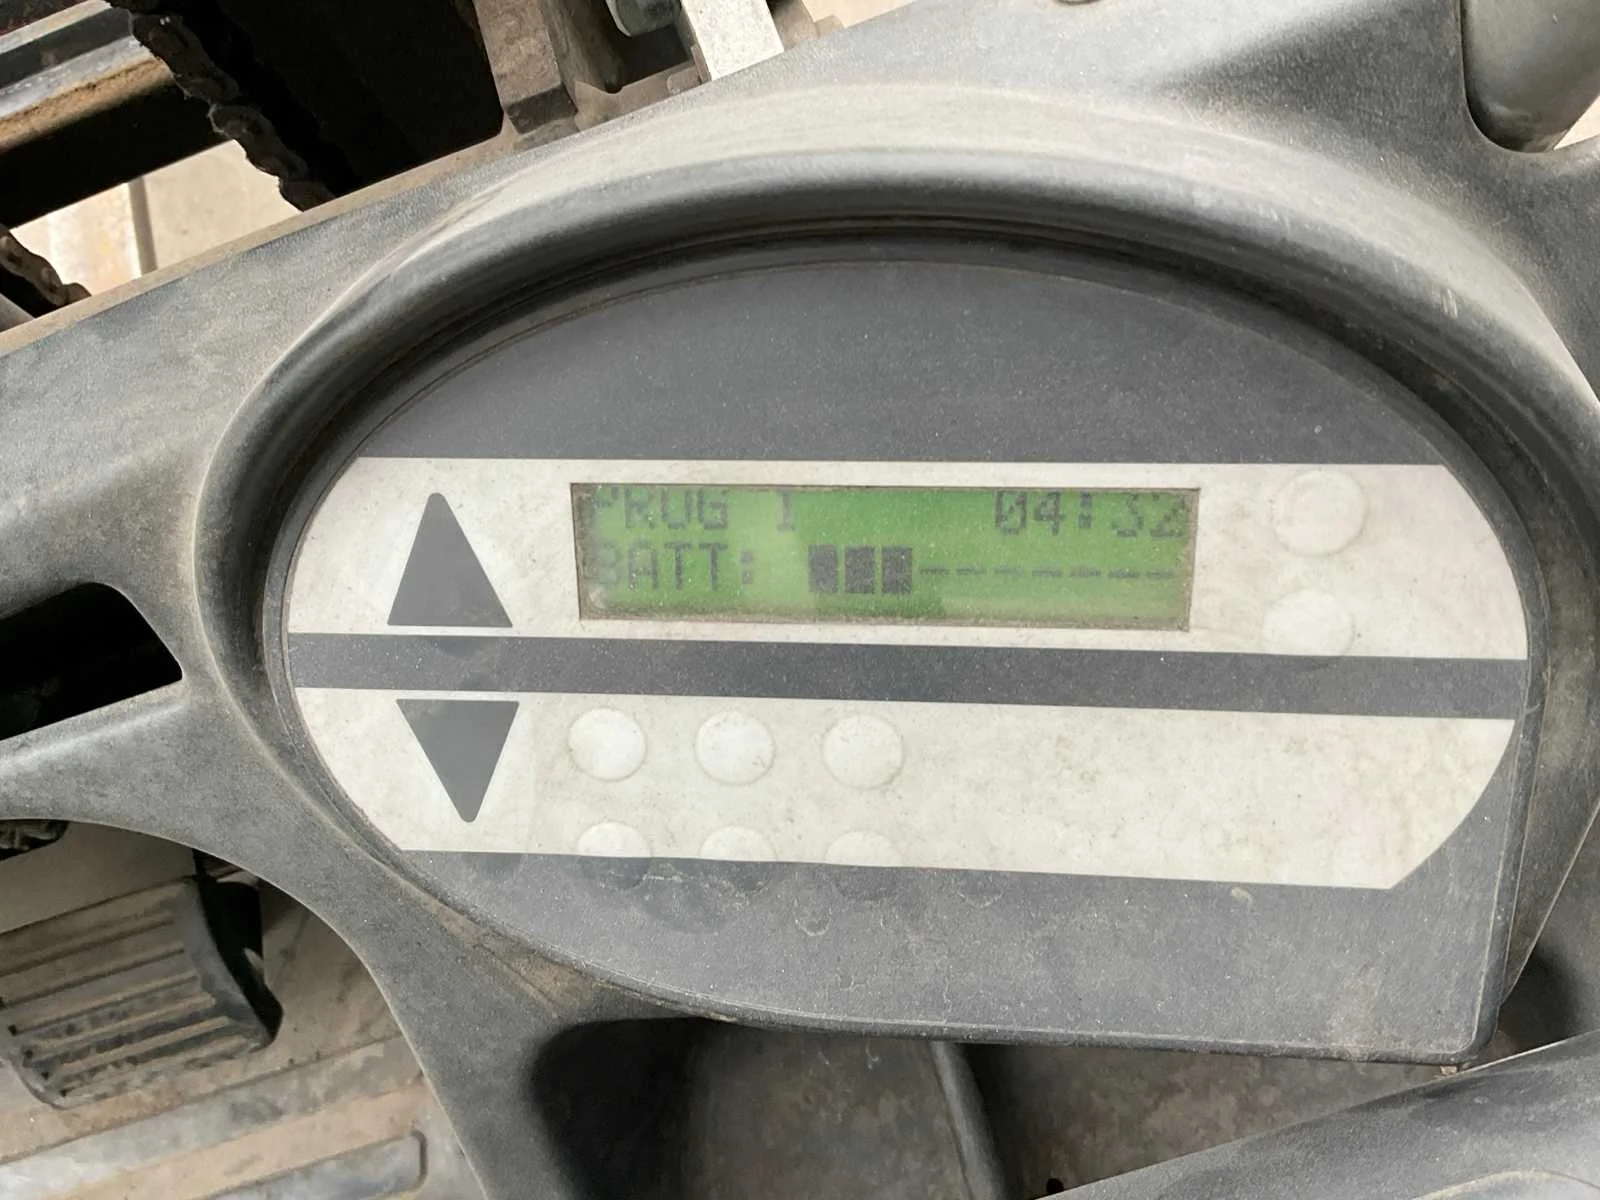 PROG 1 04:32
BATT: ■■■-------